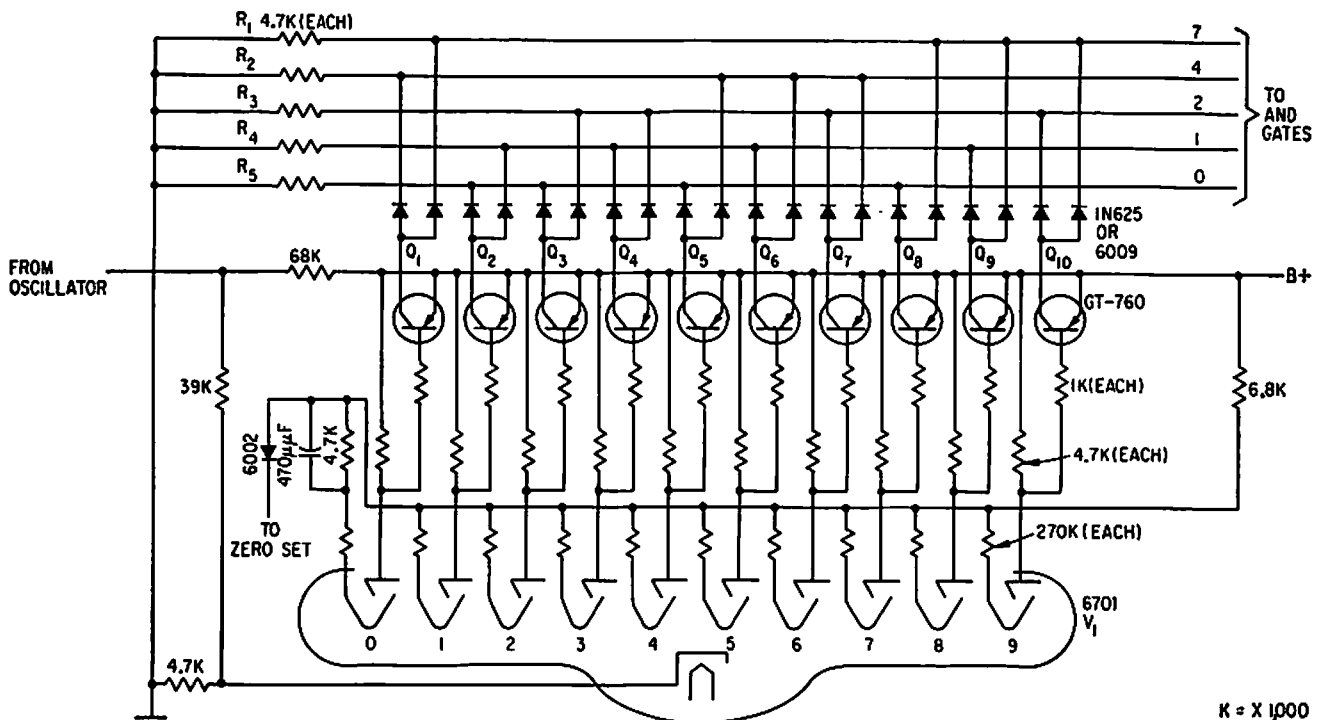 R1 4.7K(EACH)
7
R2
4
R3
2
R4
1
R5
0
TO
AND
GATES
1N625
OR
6009
Q1
Q2
Q3
Q4
Q5
Q6
Q7
Q8
Q9
Q10
FROM
OSCILLATOR
68K
B+
GT-760
39K
1K(EACH)
6.8K
6002
470μμF
4.7K
4.7K(EACH)
TO
ZERO SET
270K(EACH)
6701
V1
0
1
2
3
4
5
6
7
8
9
4.7K
K = X 1,000